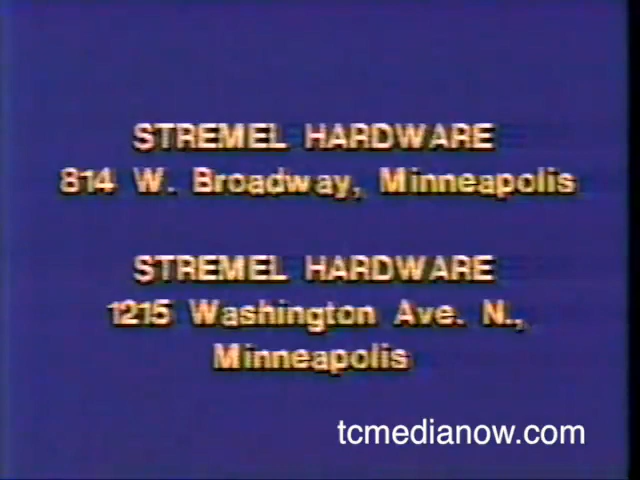 STREMEL HARDWARE
814 W. Broadway, Minneapolis
STREMEL HARDWARE
1215 Washington Ave. N.,
Minneapolis
tcmedianow.com